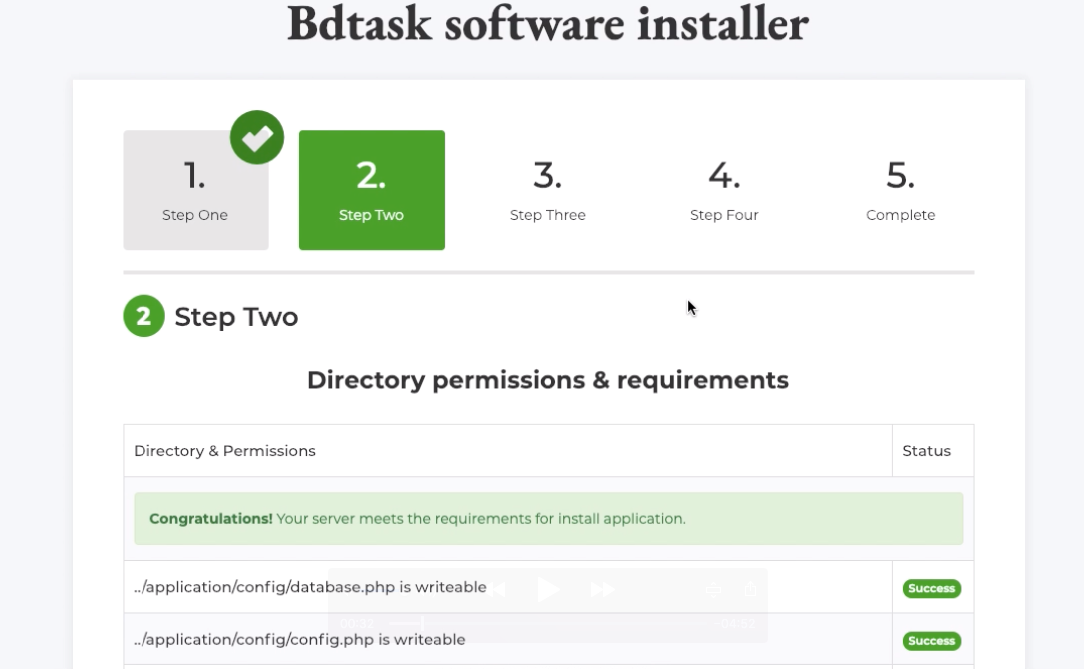 Bdtask software installer
1.
Step One
2.
Step Two
3.
Step Three
4.
Step Four
5.
Complete
2 Step Two
Directory permissions & requirements
Directory & Permissions Status
Congratulations! Your server meets the requirements for install application.
../application/config/database.php is writeable Success
00:32
../application/config/config.php is writeable Success